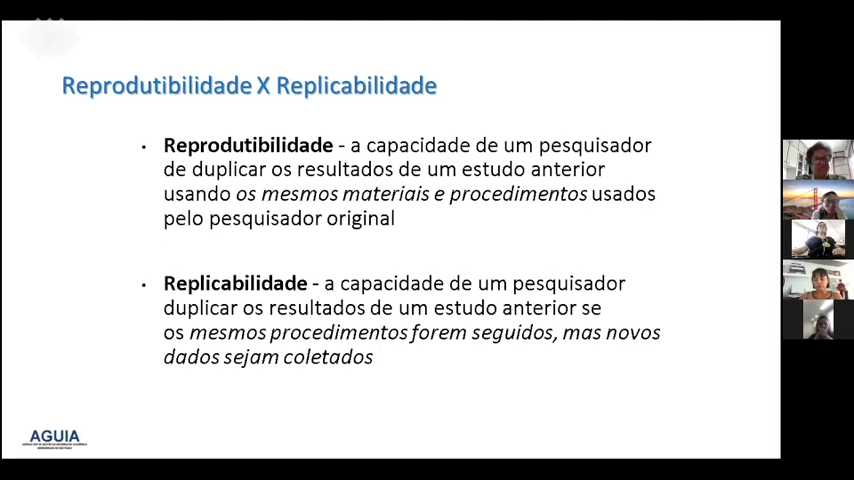 Reprodutibilidade X Replicabilidade
• Reprodutibilidade - a capacidade de um pesquisador
de duplicar os resultados de um estudo anterior
usando os mesmos materiais e procedimentos usados
pelo pesquisador original
• Replicabilidade - a capacidade de um pesquisador
duplicar os resultados de um estudo anterior se
os mesmos procedimentos forem seguidos, mas novos
dados sejam coletados
AGUIA